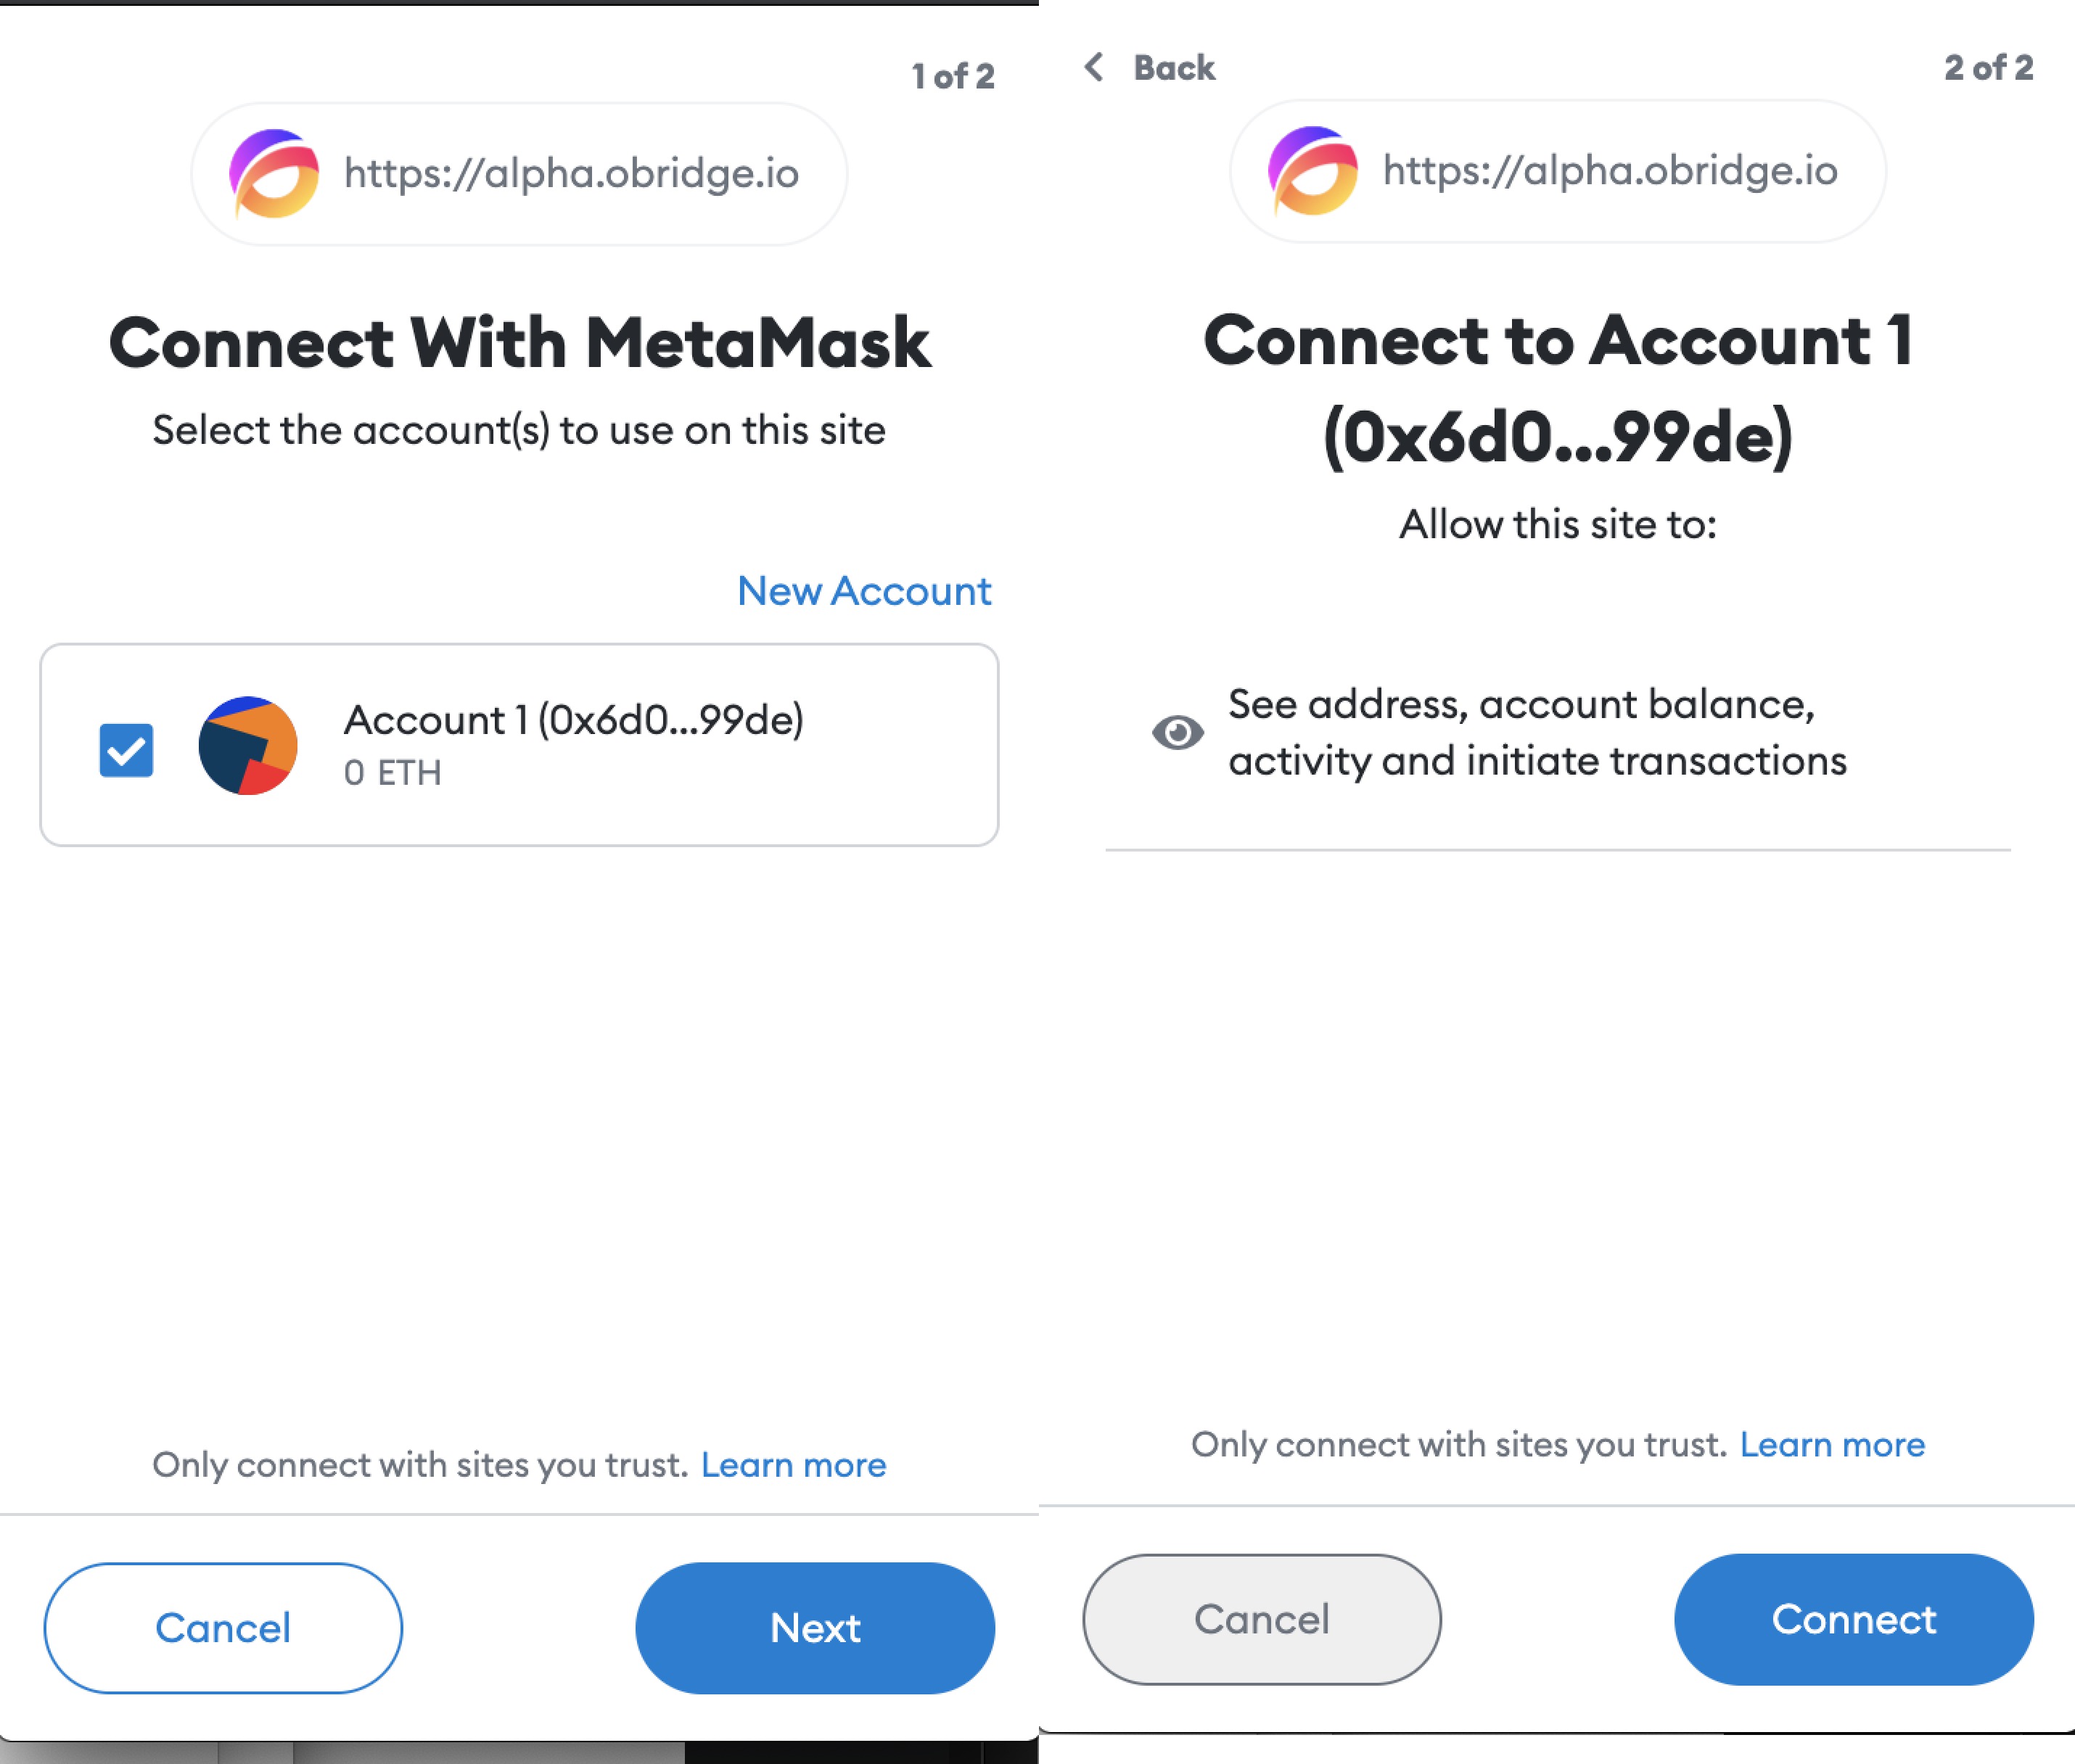 1 of 2
https://alpha.obridge.io
Connect With MetaMask
Select the account(s) to use on this site
New Account
Account 1 (0x6d0...99de)
0 ETH
Only connect with sites you trust. Learn more
Cancel
Next
Back
2 of 2
https://alpha.obridge.io
Connect to Account 1
(0x6d0...99de)
Allow this site to:
See address, account balance,
activity and initiate transactions
Only connect with sites you trust. Learn more
Cancel
Connect